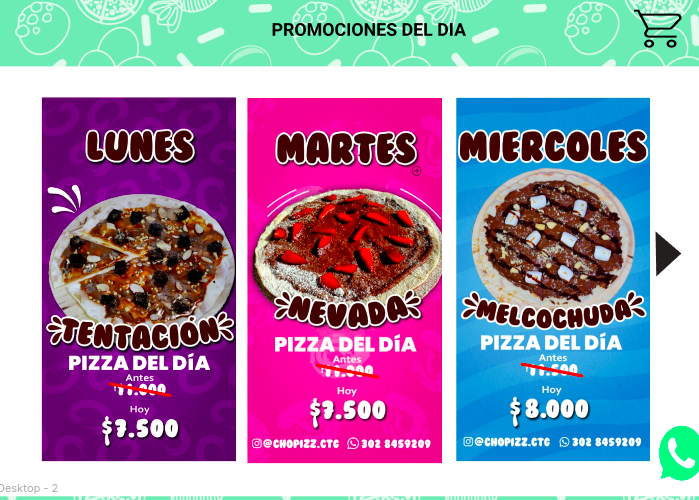 PROMOCIONES DEL DIA
LUNES
TENTACIÓN
PIZZA DEL DÍA
Antes
Hoy
$7.500
MARTES
NEVADA
PIZZA DEL DÍA
Antes
Hoy
$7.500
@CHOPIZZ.CTG 302 8459209
MIERCOLES
MELCOCHUDA
PIZZA DEL DÍA
Antes
Hoy
$8.000
@CHOPIZZ.CTG 302 8459209
Desktop - 2